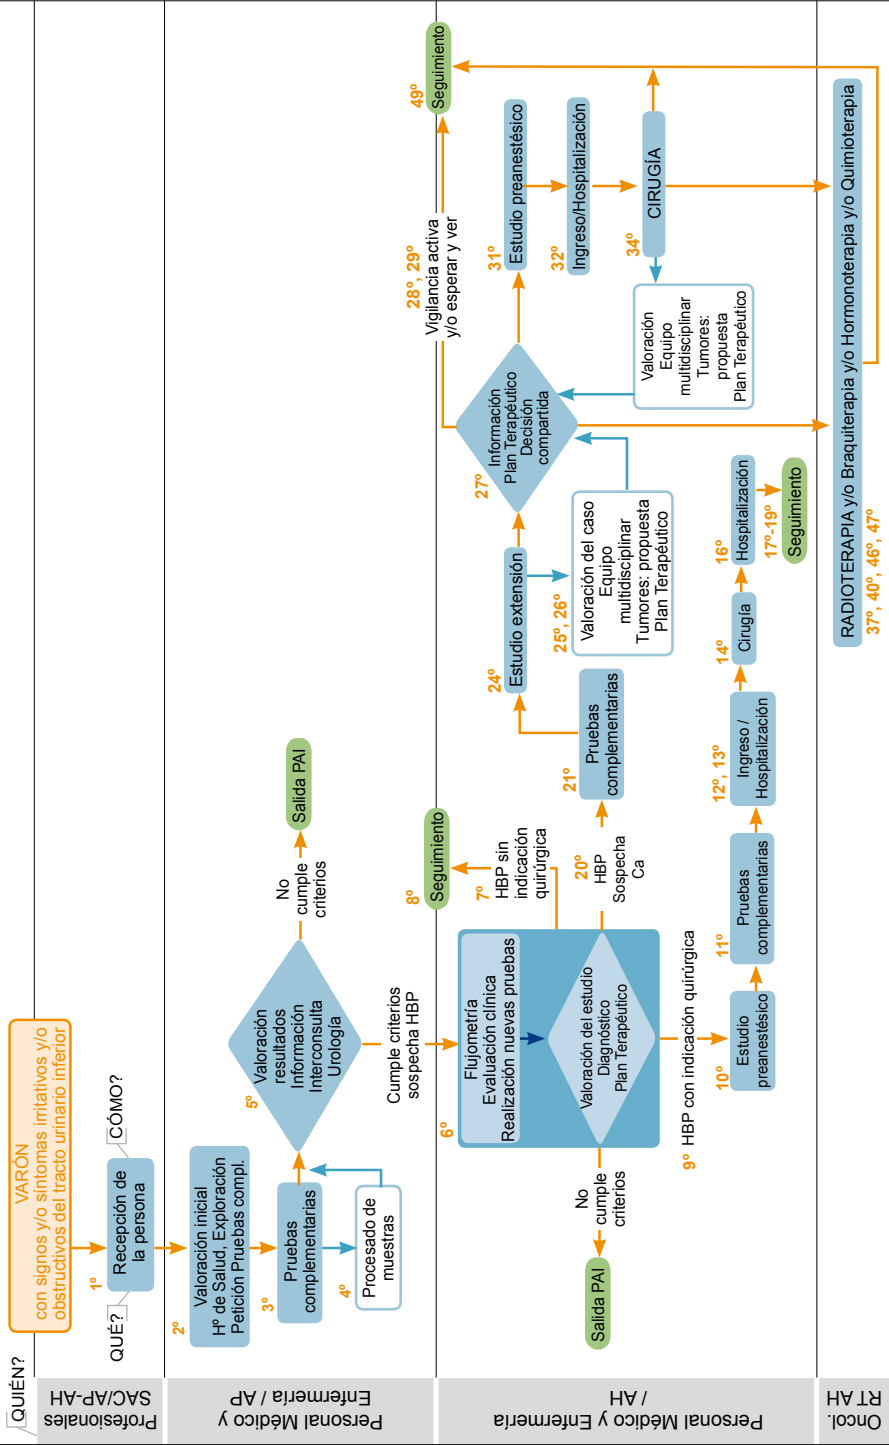 QUIÉN?
Profesionales
SAC/AP-AH
Personal Médico y
Enfermería / AP
Personal Médico y Enfermería
/ AH
Oncol.
RT AH
VARÓN
con signos y/o síntomas irritativos y/o
obstructivos del tracto urinario inferior
QUÉ?
1º
Recepción de
la persona
CÓMO?
2º
Valoración inicial
Hº de Salud, Exploración
Petición Pruebas compl.
3º
Pruebas
complementarias
4º
Procesado de
muestras
5º
Valoración
resultados
Información
Interconsulta
Urología
No
cumple
criterios
Salida PAI
Cumple criterios
sospecha HBP
6º
Flujometría
Evaluación clínica
Realización nuevas pruebas
Valoración del estudio
Diagnóstico
Plan Terapéutico
No
cumple
criterios
Salida PAI
7º
HBP sin
indicación
quirúrgica
8º
Seguimiento
9º HBP con indicación quirúrgica
10º
Estudio
preanestésico
11º
Pruebas
complementarias
12º, 13º
Ingreso /
Hospitalización
14º
Cirugía
16º
Hospitalización
17º-19º
Seguimiento
20º
HBP
Sospecha
Ca
21º
Pruebas
complementarias
24º
Estudio extensión
25º, 26º
Valoración del caso
Equipo
multidisciplinar
Tumores: propuesta
Plan Terapéutico
27º
Información
Plan Terapéutico
Decisión
compartida
28º, 29º
Vigilancia activa
y/o esperar y ver
49º
Seguimiento
31º
Estudio preanestésico
32º
Ingreso/Hospitalización
34º
CIRUGÍA
Valoración
Equipo
multidisciplinar
Tumores:
propuesta
Plan Terapéutico
RADIOTERAPIA y/o Braquiterapia y/o Hormonoterapia y/o Quimioterapia
37º, 40º, 46º, 47º